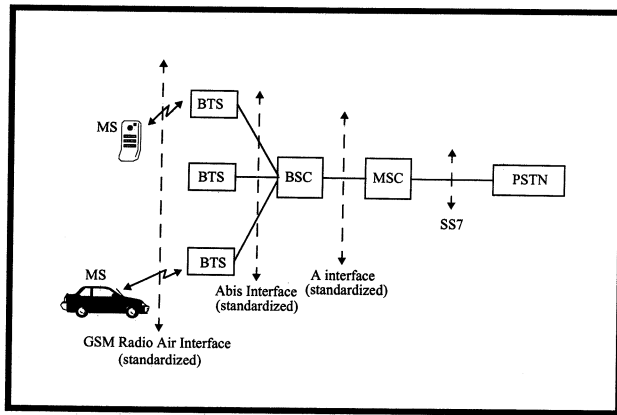 BTS
MS
BTS
BSC
MSC
PSTN
SS7
BTS
MS
Abis Interface
(standardized)
A interface
(standardized)
GSM Radio Air Interface
(standardized)